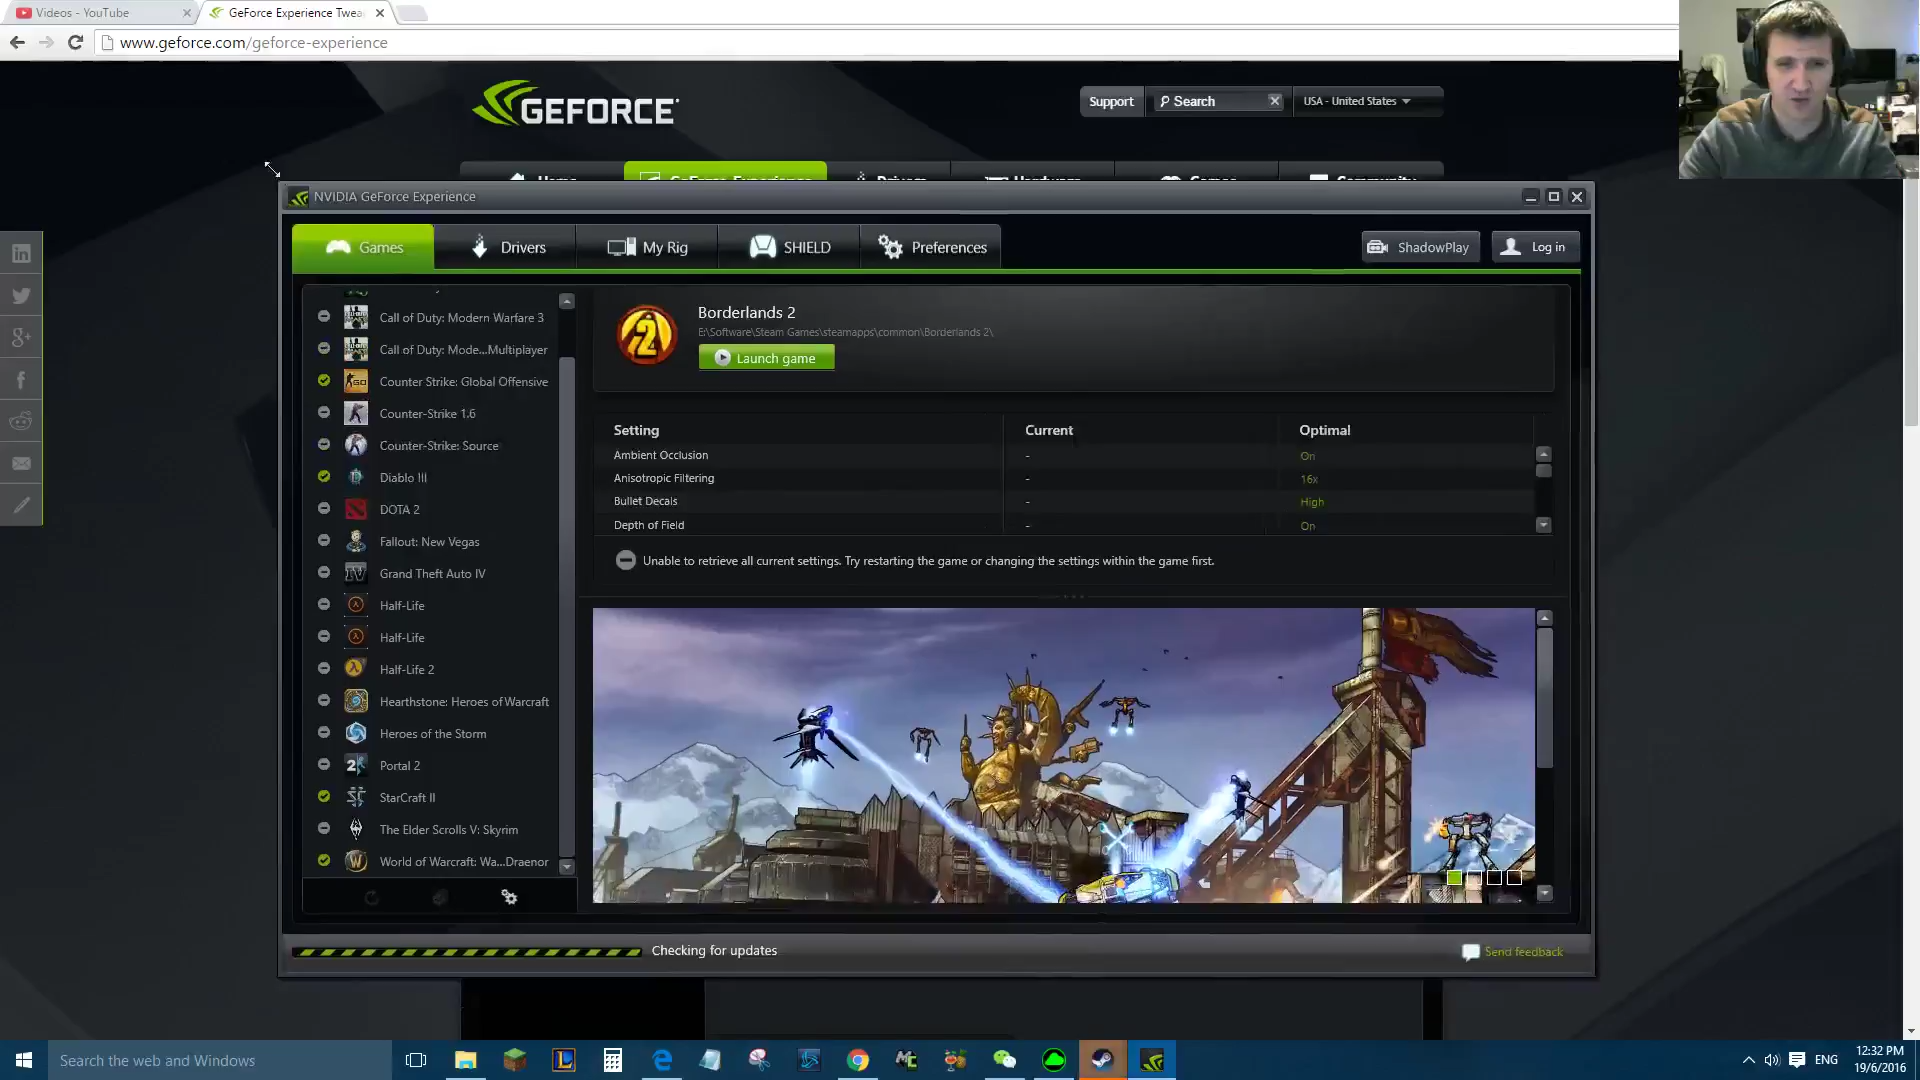 Videos - YouTube
GeForce Experience Twea
www.geforce.com/geforce-experience
GEFORCE
Support
Search
USA - United States
Home
GeForce Experience
Drivers
Hardware
Games
Community
NVIDIA GeForce Experience
Games
Drivers
My Rig
SHIELD
Preferences
ShadowPlay
Log in
Call of Duty: Modern Warfare 3
Call of Duty: Mode...Multiplayer
Counter Strike: Global Offensive
Counter-Strike 1.6
Counter-Strike: Source
Diablo III
DOTA 2
Fallout: New Vegas
Grand Theft Auto IV
Half-Life
Half-Life
Half-Life 2
Hearthstone: Heroes of Warcraft
Heroes of the Storm
Portal 2
StarCraft II
The Elder Scrolls V: Skyrim
World of Warcraft: Wa...Draenor
Borderlands 2
E:\Software\Steam Games\steamapps\common\Borderlands 2\
Launch game
Setting Current Optimal
Ambient Occlusion - On
Anisotropic Filtering - 16x
Bullet Decals - High
Depth of Field - On
Unable to retrieve all current settings. Try restarting the game or changing the settings within the game first.
Checking for updates
Send feedback
Search the web and Windows
ENG
12:32 PM
19/6/2016